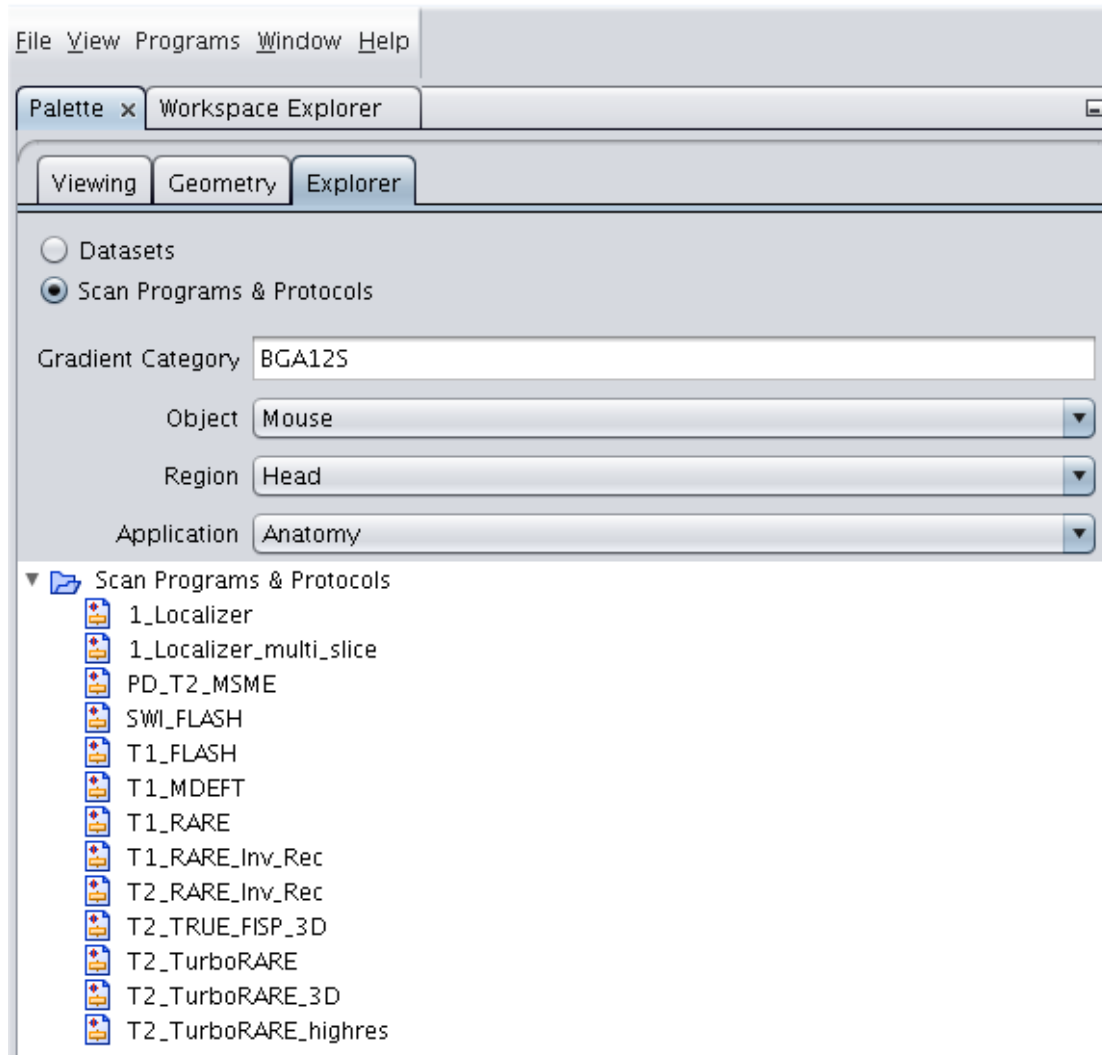 File View Programs Window Help
Palette x Workspace Explorer
Viewing Geometry Explorer
Datasets
Scan Programs & Protocols
Gradient Category BGA12S
Object Mouse
Region Head
Application Anatomy
Scan Programs & Protocols
1_Localizer
1_Localizer_multi_slice
PD_T2_MSME
SWI_FLASH
T1_FLASH
T1_MDEFT
T1_RARE
T1_RARE_Inv_Rec
T2_RARE_Inv_Rec
T2_TRUE_FISP_3D
T2_TurboRARE
T2_TurboRARE_3D
T2_TurboRARE_highres